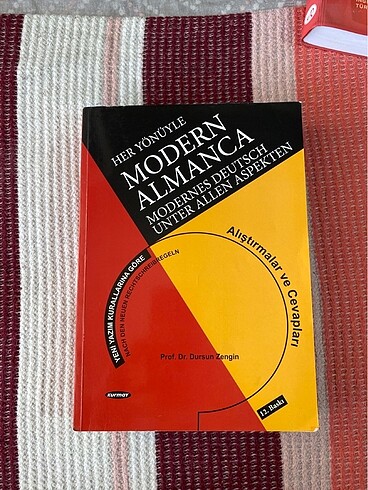 HER YÖNÜYLE
MODERN
ALMANCA
MODERNES DEUTSCH
UNTER ALLEN ASPEKTEN
YENİ YAZIM KURALLARINA GÖRE
NACH DEN NEUEN RECHTSCHREIBREGELN
Alıştırmalar ve Cevapları
Prof. Dr. Dursun Zengin
kurmay
12. Baskı